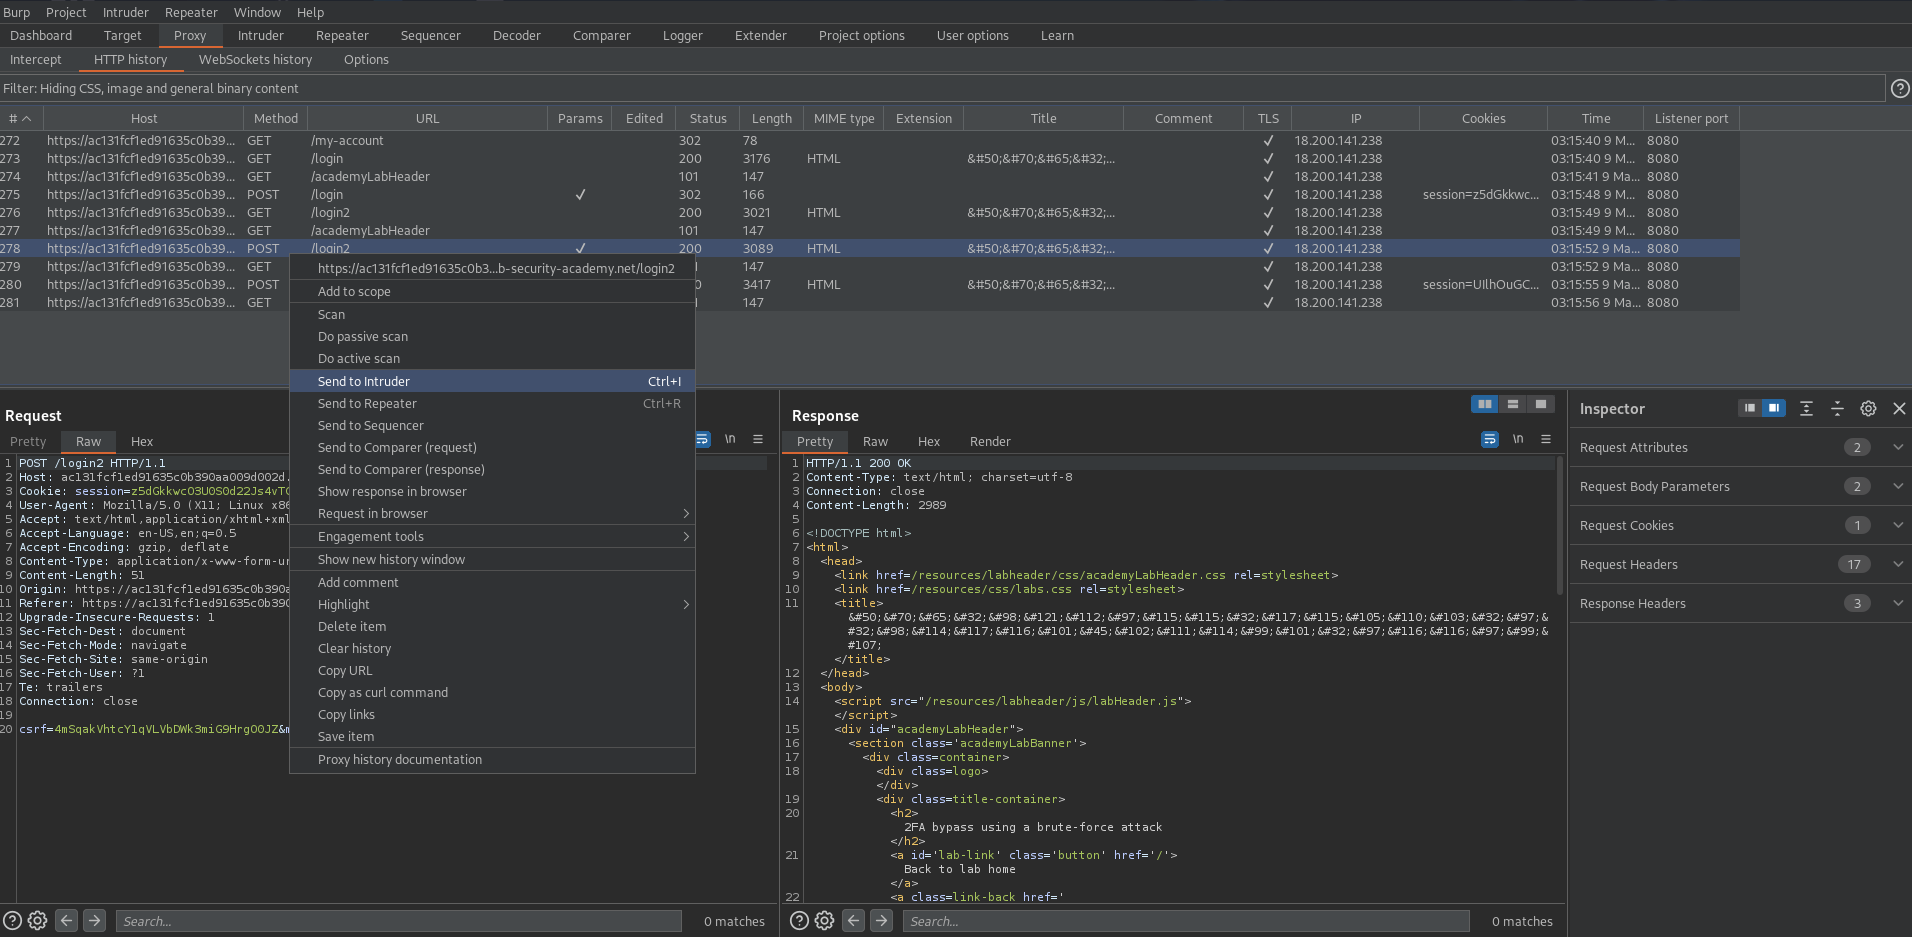 Burp Project Intruder Repeater Window Help
Dashboard Target Proxy Intruder Repeater Sequencer Decoder Comparer Logger Extender Project options User options Learn
Intercept HTTP history WebSockets history Options
Filter: Hiding CSS, image and general binary content
# Host Method URL Params Edited Status Length MIME type Extension Title Comment TLS IP Cookies Time Listener port
272 https://ac131fcf1ed91635c0b39... GET /my-account 302 78 ✓ 18.200.141.238 03:15:40 9 M... 8080
273 https://ac131fcf1ed91635c0b39... GET /login 200 3176 HTML &#50;&#70;&#65;&#32;... ✓ 18.200.141.238 03:15:40 9 M... 8080
274 https://ac131fcf1ed91635c0b39... GET /academyLabHeader 101 147 ✓ 18.200.141.238 03:15:41 9 Ma... 8080
275 https://ac131fcf1ed91635c0b39... POST /login ✓ 302 166 ✓ 18.200.141.238 session=z5dGkkwc... 03:15:48 9 Ma... 8080
276 https://ac131fcf1ed91635c0b39... GET /login2 200 3021 HTML &#50;&#70;&#65;&#32;... ✓ 18.200.141.238 03:15:49 9 Ma... 8080
277 https://ac131fcf1ed91635c0b39... GET /academyLabHeader 101 147 ✓ 18.200.141.238 03:15:49 9 Ma... 8080
278 https://ac131fcf1ed91635c0b39... POST /login2 ✓ 200 3089 HTML &#50;&#70;&#65;&#32;... ✓ 18.200.141.238 03:15:52 9 Ma... 8080
279 https://ac131fcf1ed91635c0b39... GET 147 ✓ 18.200.141.238 03:15:52 9 Ma... 8080
280 https://ac131fcf1ed91635c0b39... POST 3417 HTML &#50;&#70;&#65;&#32;... ✓ 18.200.141.238 session=UIlhOuGC... 03:15:55 9 Ma... 8080
281 https://ac131fcf1ed91635c0b39... GET 147 ✓ 18.200.141.238 03:15:56 9 Ma... 8080
https://ac131fcf1ed91635c0b3...b-security-academy.net/login2
Add to scope
Scan
Do passive scan
Do active scan
Send to Intruder Ctrl+I
Send to Repeater Ctrl+R
Send to Sequencer
Send to Comparer (request)
Send to Comparer (response)
Show response in browser
Request in browser
Engagement tools
Show new history window
Add comment
Highlight
Delete item
Clear history
Copy URL
Copy as curl command
Copy links
Save item
Proxy history documentation
Request
Pretty Raw Hex \n
1 POST /login2 HTTP/1.1
2 Host: ac131fcf1ed91635c0b390aa009d002d.
3 Cookie: session=z5dGkkwcO3U0S0d22Js4vT
4 User-Agent: Mozilla/5.0 (X11; Linux x86
5 Accept: text/html,application/xhtml+xml
6 Accept-Language: en-US,en;q=0.5
7 Accept-Encoding: gzip, deflate
8 Content-Type: application/x-www-form-ur
9 Content-Length: 51
10 Origin: https://ac131fcf1ed91635c0b390a
11 Referer: https://ac131fcf1ed91635c0b390
12 Upgrade-Insecure-Requests: 1
13 Sec-Fetch-Dest: document
14 Sec-Fetch-Mode: navigate
15 Sec-Fetch-Site: same-origin
16 Sec-Fetch-User: ?1
17 Te: trailers
18 Connection: close
19
20 csrf=4mSqakVhtcY1qVLVbDWk3miG9HrgO0JZ&m
Search... 0 matches
Response
Pretty Raw Hex Render \n
1 HTTP/1.1 200 OK
2 Content-Type: text/html; charset=utf-8
3 Connection: close
4 Content-Length: 2989
5
6 <!DOCTYPE html>
7 <html>
8 <head>
9 <link href=/resources/labheader/css/academyLabHeader.css rel=stylesheet>
10 <link href=/resources/css/labs.css rel=stylesheet>
11 <title>
&#50;&#70;&#65;&#32;&#98;&#121;&#112;&#97;&#115;&#115;&#32;&#117;&#115;&#105;&#110;&#103;&#32;&#97;&
#32;&#98;&#114;&#117;&#116;&#101;&#45;&#102;&#111;&#114;&#99;&#101;&#32;&#97;&#116;&#116;&#97;&#99;&
#107;
</title>
12 </head>
13 <body>
14 <script src="/resources/labheader/js/labHeader.js">
</script>
15 <div id="academyLabHeader">
16 <section class='academyLabBanner'>
17 <div class=container>
18 <div class=logo>
</div>
19 <div class=title-container>
20 <h2>
2FA bypass using a brute-force attack
</h2>
21 <a id='lab-link' class='button' href='/'>
Back to lab home
</a>
22 <a class=link-back href='
Search... 0 matches
Inspector
Request Attributes 2
Request Body Parameters 2
Request Cookies 1
Request Headers 17
Response Headers 3